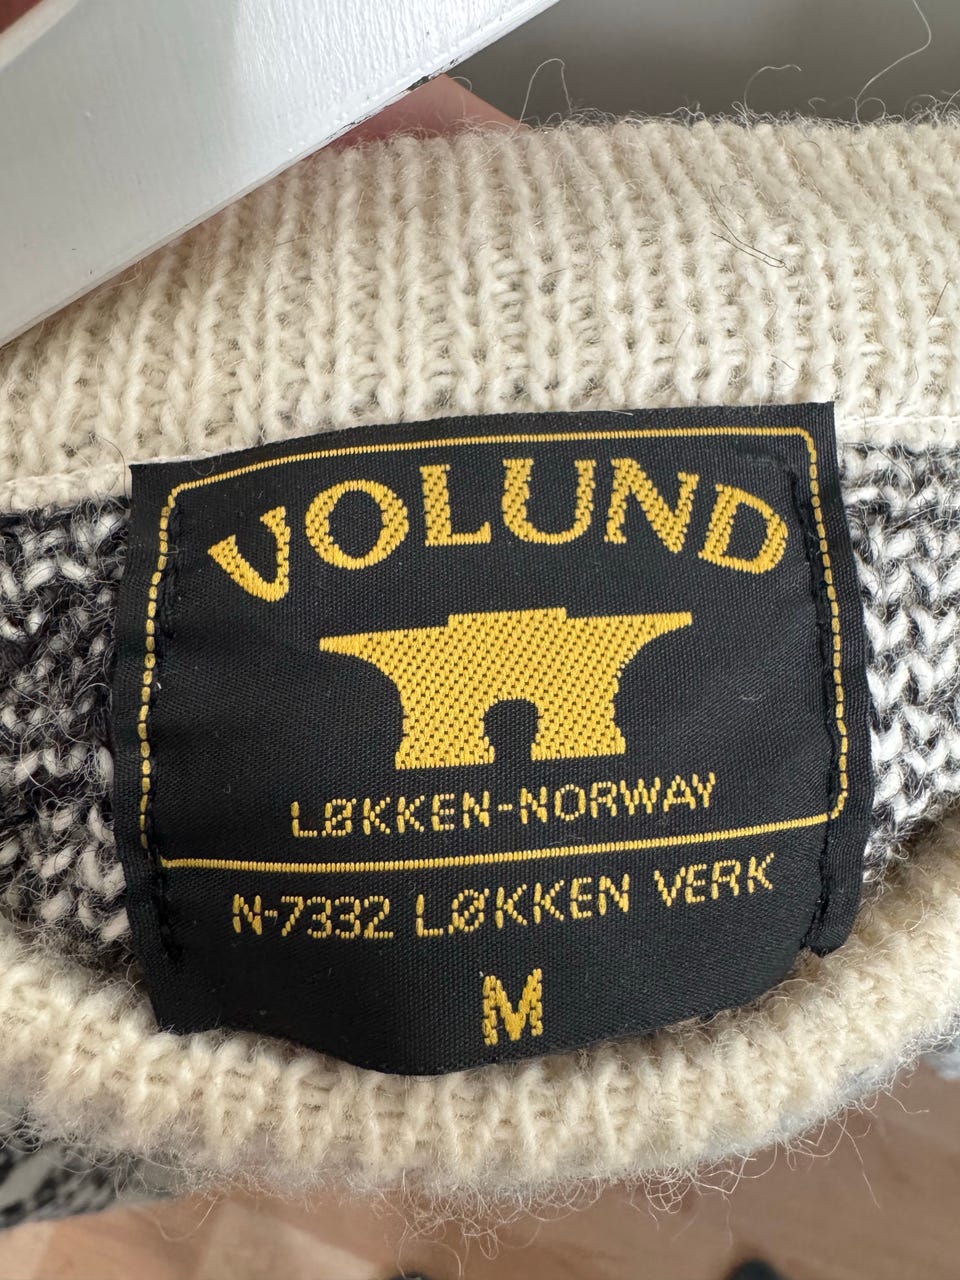 VOLUND
LØKKEN-NORWAY
N-7332 LØKKEN VERK
M